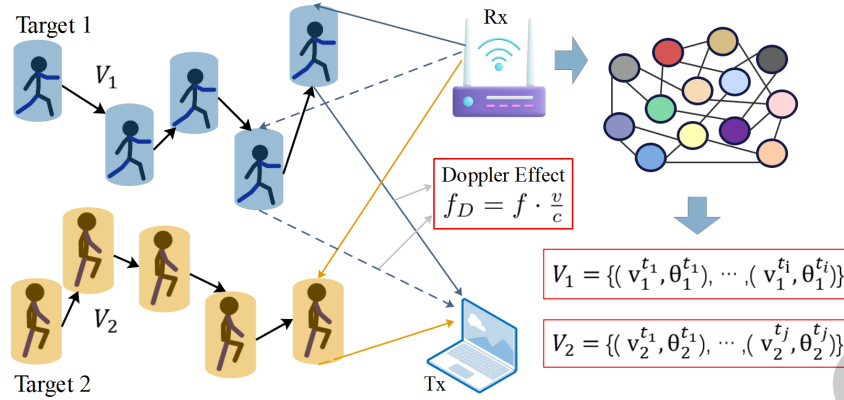 Target 1
Rx
V₁
Doppler Effect
f_D = f · v/c
V₂
V₁ = {( v₁^{t₁},θ₁^{t₁}), ⋯ ,( v₁^{tᵢ},θ₁^{tᵢ})}
V₂ = {( v₂^{t₁},θ₂^{t₁}), ⋯ ,( v₂^{tⱼ},θ₂^{tⱼ})}
Target 2
Tx